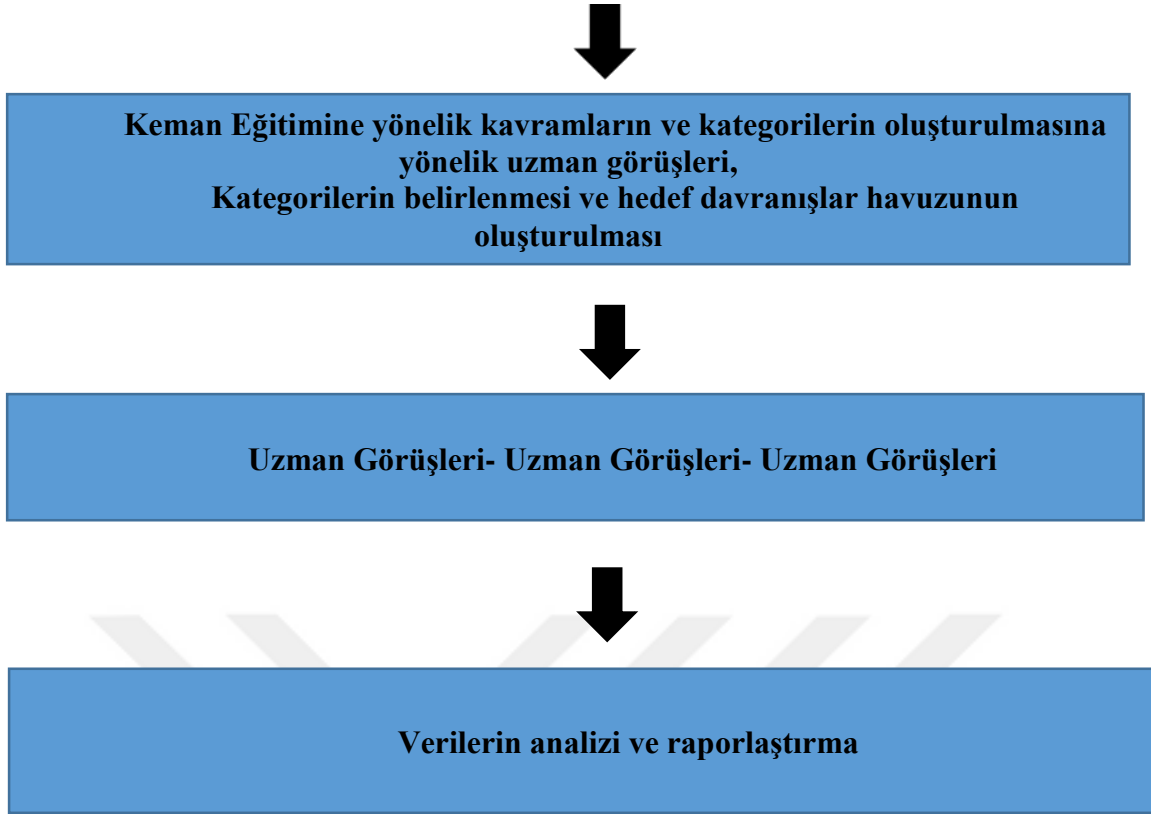 Keman Eğitimine yönelik kavramların ve kategorilerin oluşturulmasına
yönelik uzman görüşleri,
Kategorilerin belirlenmesi ve hedef davranışlar havuzunun
oluşturulması
Uzman Görüşleri- Uzman Görüşleri- Uzman Görüşleri
Verilerin analizi ve raporlaştırma